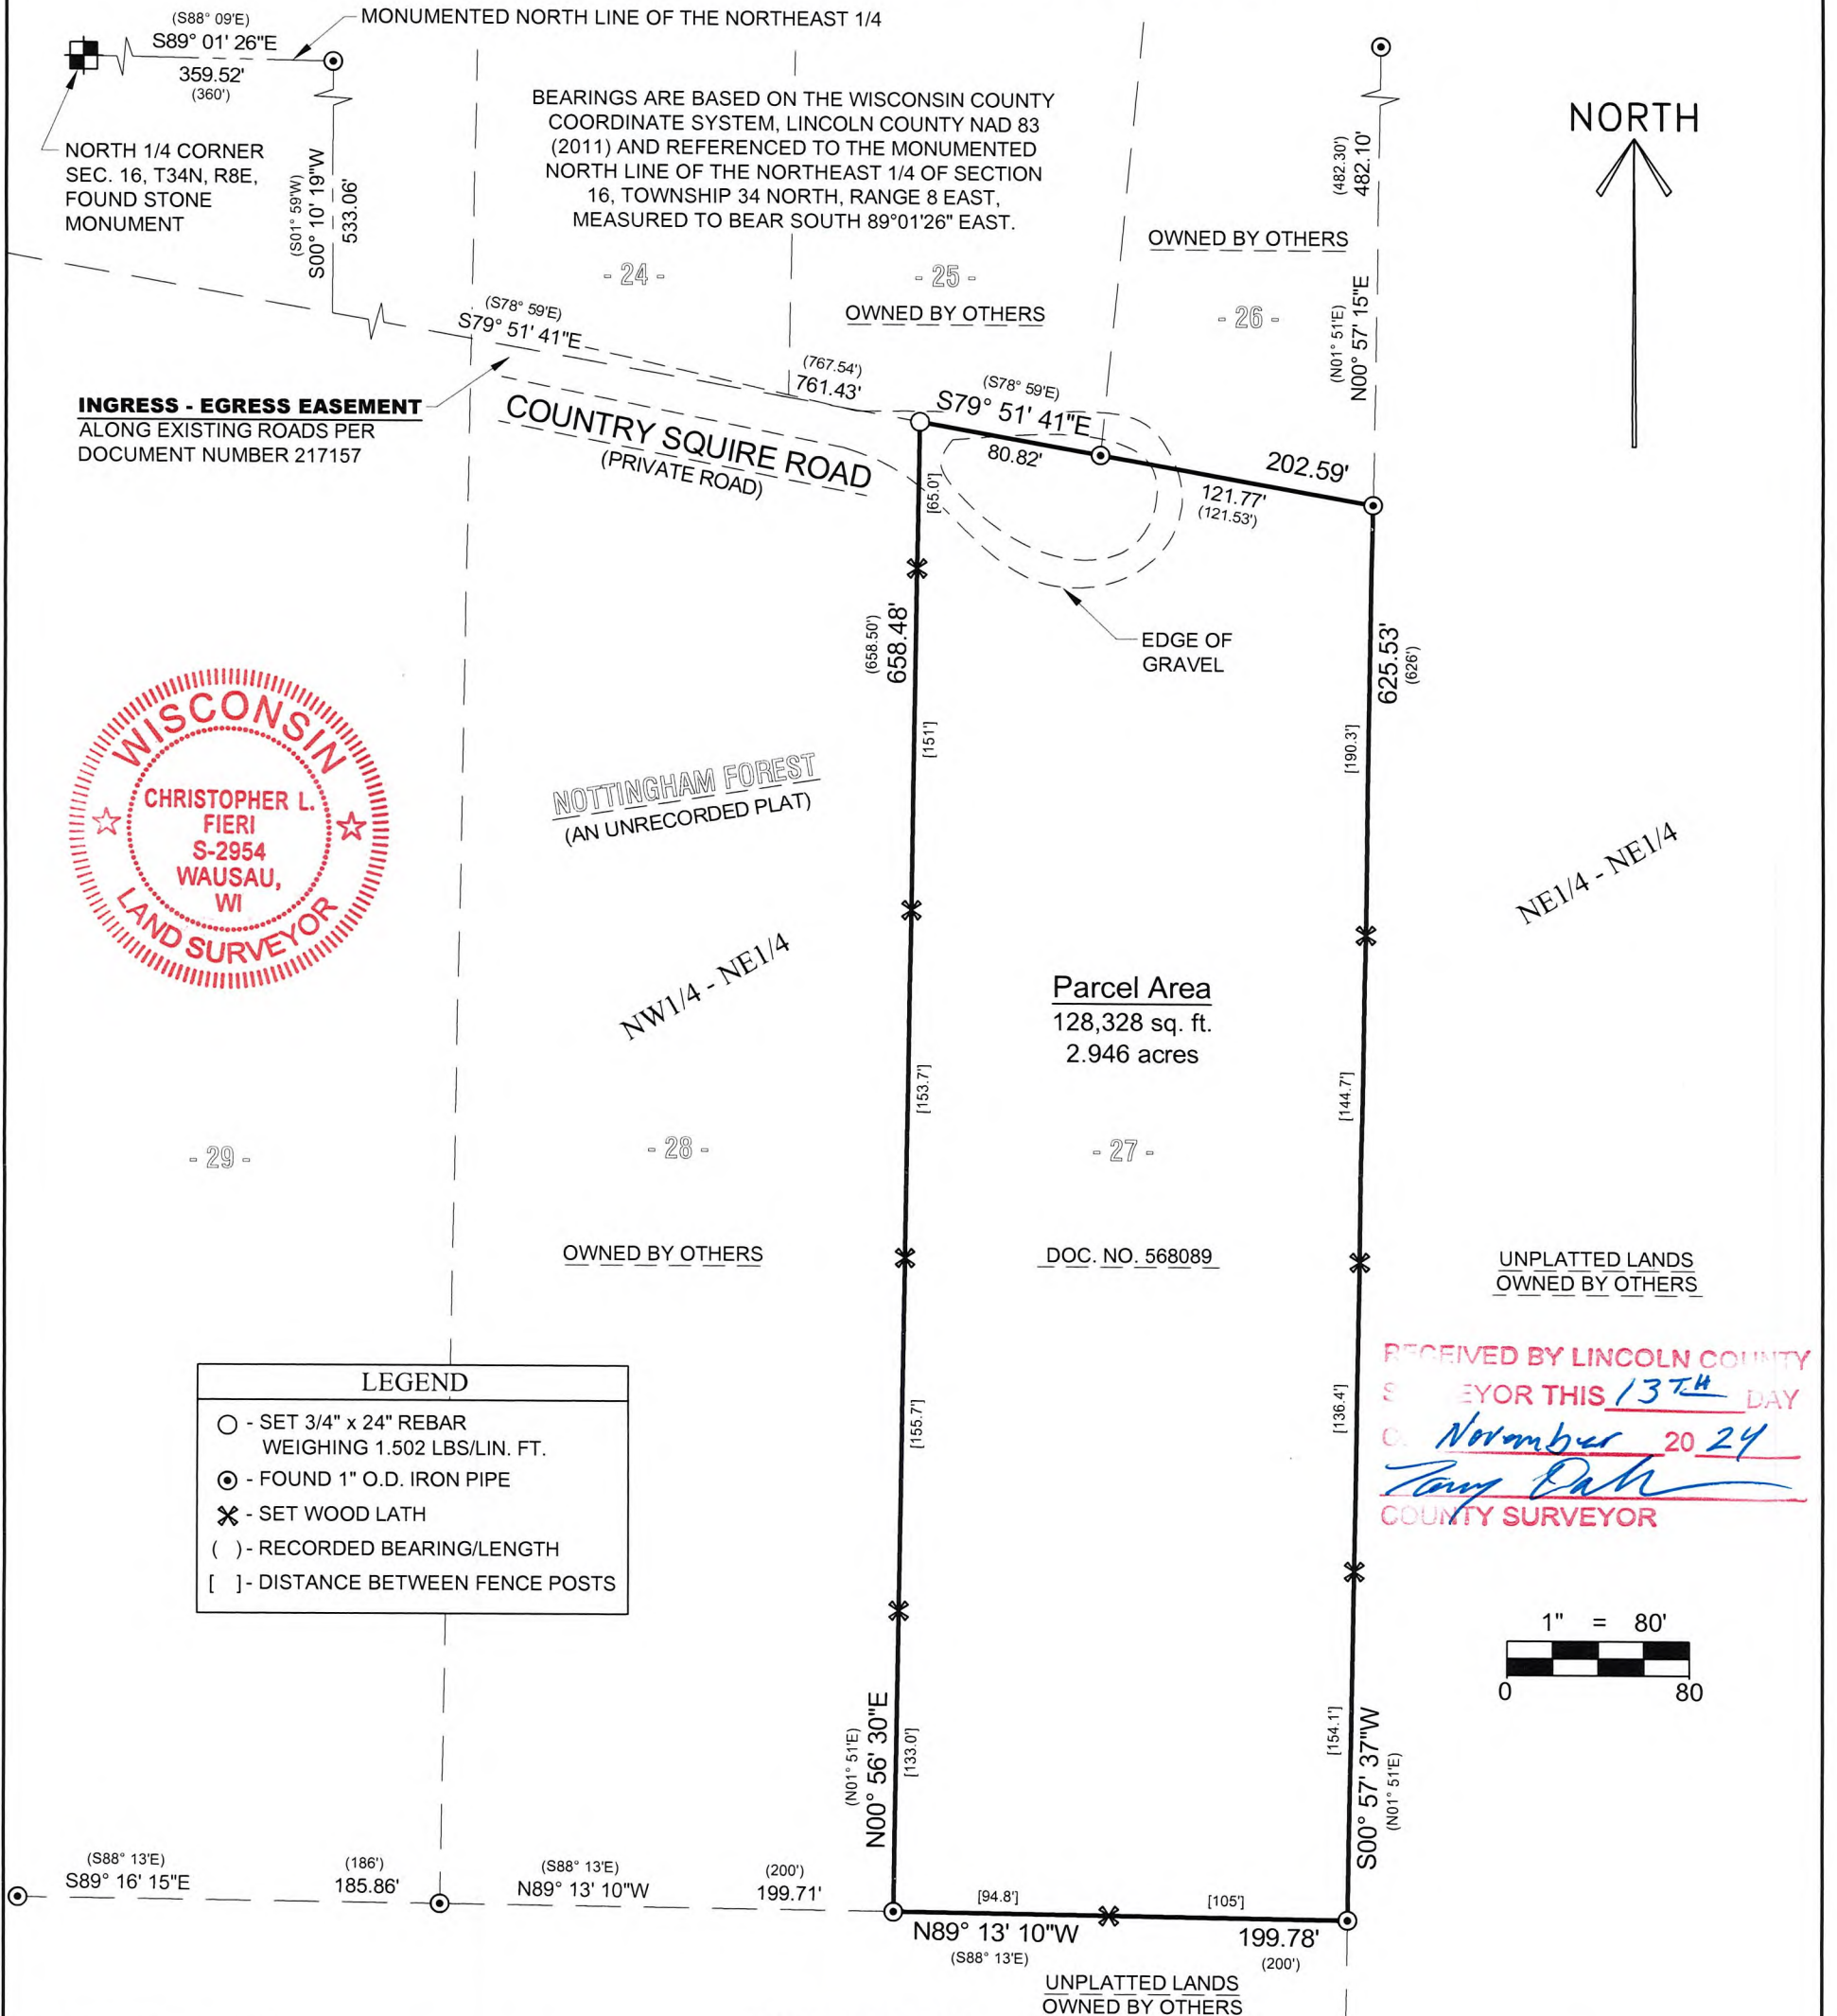 (S88° 09'E)
S89° 01' 26"E
359.52'
(360')
MONUMENTED NORTH LINE OF THE NORTHEAST 1/4
NORTH 1/4 CORNER
SEC. 16, T34N, R8E,
FOUND STONE
MONUMENT
(S01° 59'W)
S00° 10' 19"W
533.06'
BEARINGS ARE BASED ON THE WISCONSIN COUNTY
COORDINATE SYSTEM, LINCOLN COUNTY NAD 83
(2011) AND REFERENCED TO THE MONUMENTED
NORTH LINE OF THE NORTHEAST 1/4 OF SECTION
16, TOWNSHIP 34 NORTH, RANGE 8 EAST,
MEASURED TO BEAR SOUTH 89°01'26" EAST.
(482.30')
482.10'
NORTH
OWNED BY OTHERS
- 24 -
- 25 -
OWNED BY OTHERS
- 26 -
(N01° 51'E)
N00° 57' 15"E
(S78° 59'E)
S79° 51' 41"E
(767.54')
761.43'
INGRESS - EGRESS EASEMENT
ALONG EXISTING ROADS PER
DOCUMENT NUMBER 217157
COUNTRY SQUIRE ROAD
(PRIVATE ROAD)
(S78° 59'E)
S79° 51' 41"E
80.82'
202.59'
121.77'
(121.53')
[65.0']
(658.50')
658.48'
EDGE OF
GRAVEL
625.53'
(626')
WISCONSIN
CHRISTOPHER L.
FIERI
S-2954
WAUSAU,
WI
LAND SURVEYOR
NOTTINGHAM FOREST
(AN UNRECORDED PLAT)
[151']
[190.3']
NW1/4 - NE1/4
NE1/4 - NE1/4
Parcel Area
128,328 sq. ft.
2.946 acres
[153.7']
[144.7']
- 29 -
- 28 -
- 27 -
OWNED BY OTHERS
DOC. NO. 568089
UNPLATTED LANDS
OWNED BY OTHERS
LEGEND
- SET 3/4" x 24" REBAR
WEIGHING 1.502 LBS/LIN. FT.
- FOUND 1" O.D. IRON PIPE
- SET WOOD LATH
( ) - RECORDED BEARING/LENGTH
[ ] - DISTANCE BETWEEN FENCE POSTS
[155.7']
[136.4']
RECEIVED BY LINCOLN COUNTY
EYOR THIS 13TH DAY
November 20 24
COUNTY SURVEYOR
1" = 80'
0 80
(N01° 51'E)
N00° 56' 30"E
[133.0']
[154.1']
S00° 57' 37"W
(N01° 51'E)
(S88° 13'E)
S89° 16' 15"E
(186')
185.86'
(S88° 13'E)
N89° 13' 10"W
(200')
199.71'
[94.8']
[105']
N89° 13' 10"W
(S88° 13'E)
199.78'
(200')
UNPLATTED LANDS
OWNED BY OTHERS